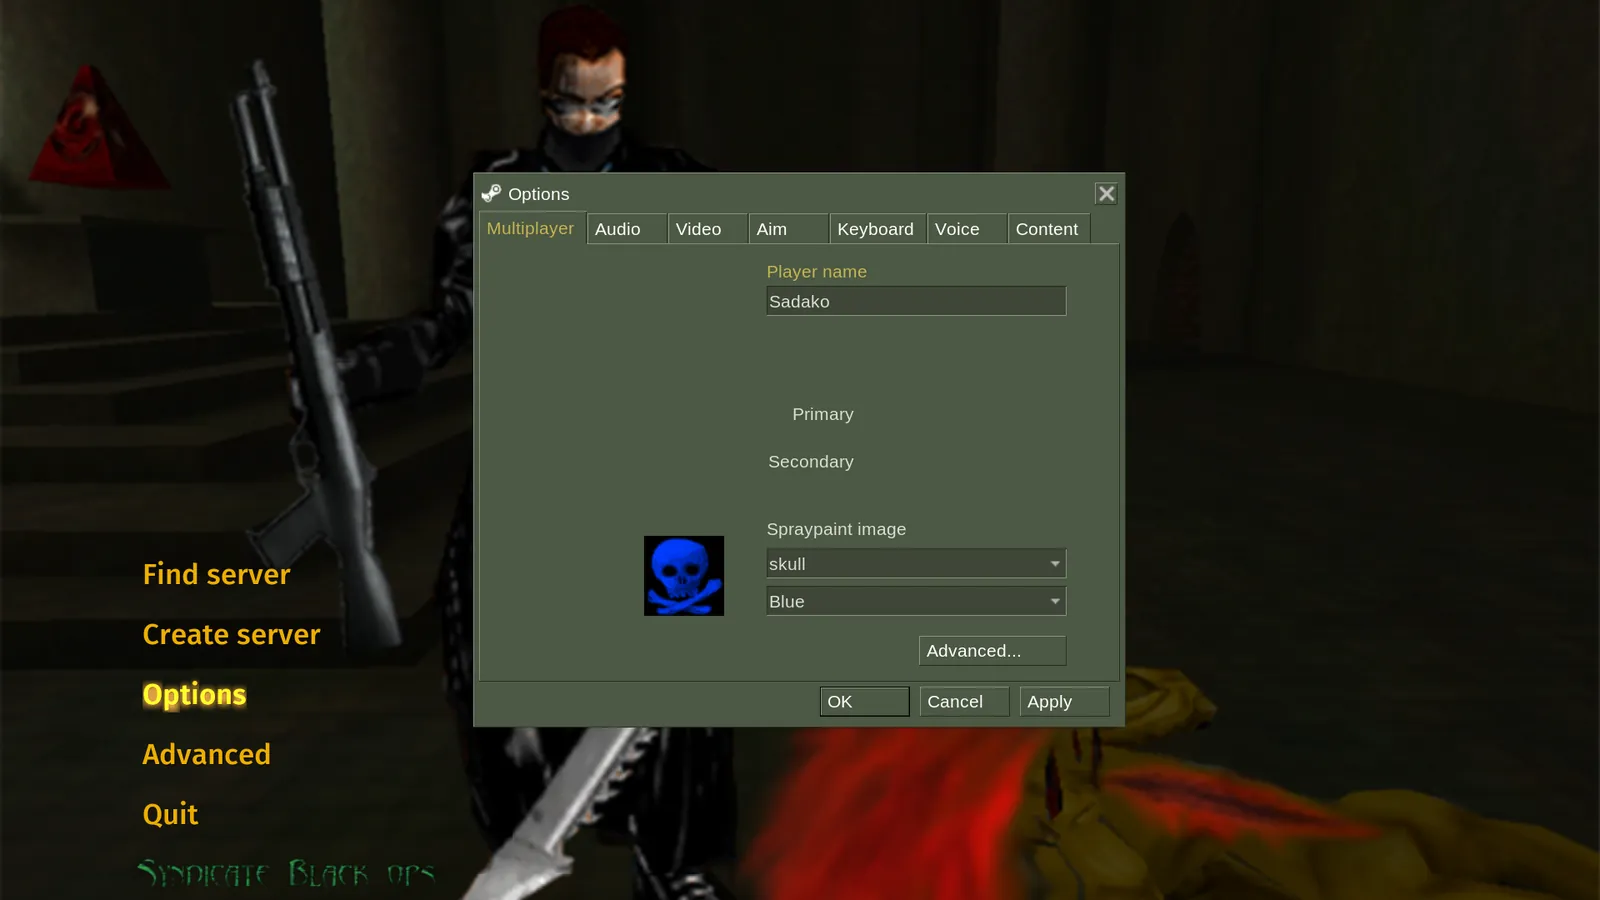 Options
Multiplayer Audio Video Aim Keyboard Voice Content
Player name
Sadako
Primary
Secondary
Spraypaint image
skull
Blue
Advanced...
OK Cancel Apply
Find server
Create server
Options
Advanced
Quit
Syndicate Black ops